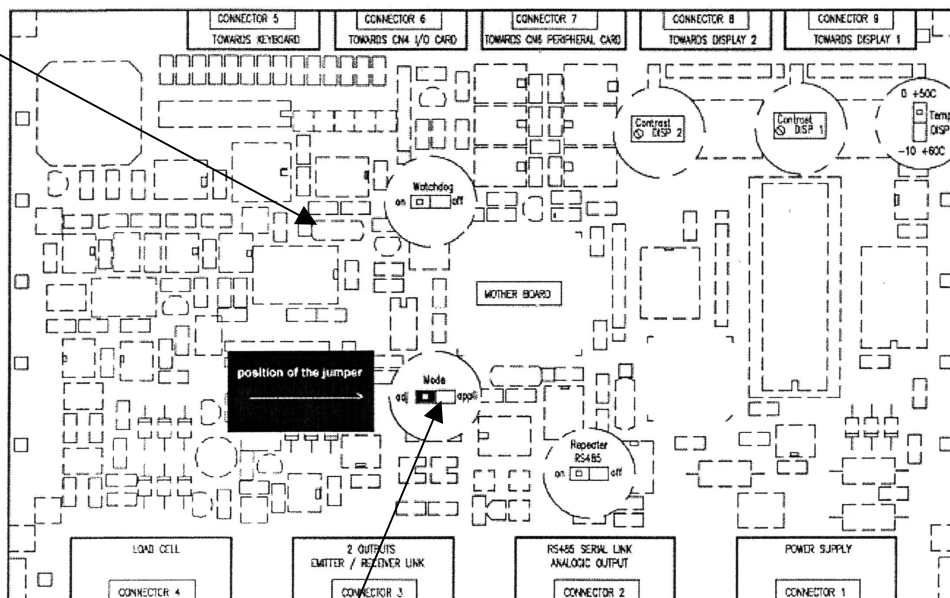 CONNECTOR 5
TOWARDS KEYBOARD
CONNECTOR 6
TOWARDS CN4 I/O CARD
CONNECTOR 7
TOWARDS CN5 PERIPHERAL CARD
CONNECTOR 8
TOWARDS DISPLAY 2
CONNECTOR 9
TOWARDS DISPLAY 1
0 +50C
Temp
DISP
-10 +60C
Contrast
DISP 2
Contrast
DISP 1
Watchdog
on off
MOTHER BOARD
position of the jumper
Mode
adj appli
Repeater
RS485
on off
LOAD CELL
CONNECTOR 4
2 OUTPUTS
EMITTER / RECEIVER LINK
CONNECTOR 3
RS485 SERIAL LINK
ANALOGIC OUTPUT
CONNECTOR 2
POWER SUPPLY
CONNECTOR 1